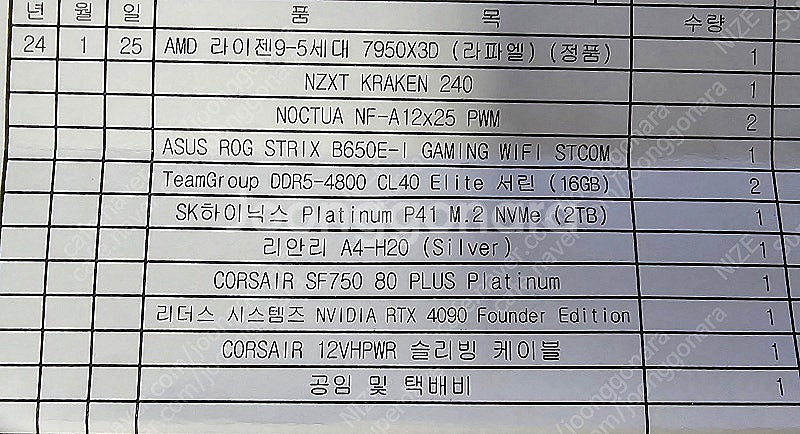 년 월 일 품 목 수량
24 1 25 AMD 라이젠9-5세대 7950X3D (라파엘) (정품) 1
NZXT KRAKEN 240 1
NOCTUA NF-A12x25 PWM 2
ASUS ROG STRIX B650E-I GAMING WIFI STCOM 1
TeamGroup DDR5-4800 CL40 Elite 서린 (16GB) 2
SK하이닉스 Platinum P41 M.2 NVMe (2TB) 1
리안리 A4-H20 (Silver) 1
CORSAIR SF750 80 PLUS Platinum 1
리더스 시스템즈 NVIDIA RTX 4090 Founder Edition 1
CORSAIR 12VHPWR 슬리빙 케이블 1
공임 및 택배비 1
joonggonara